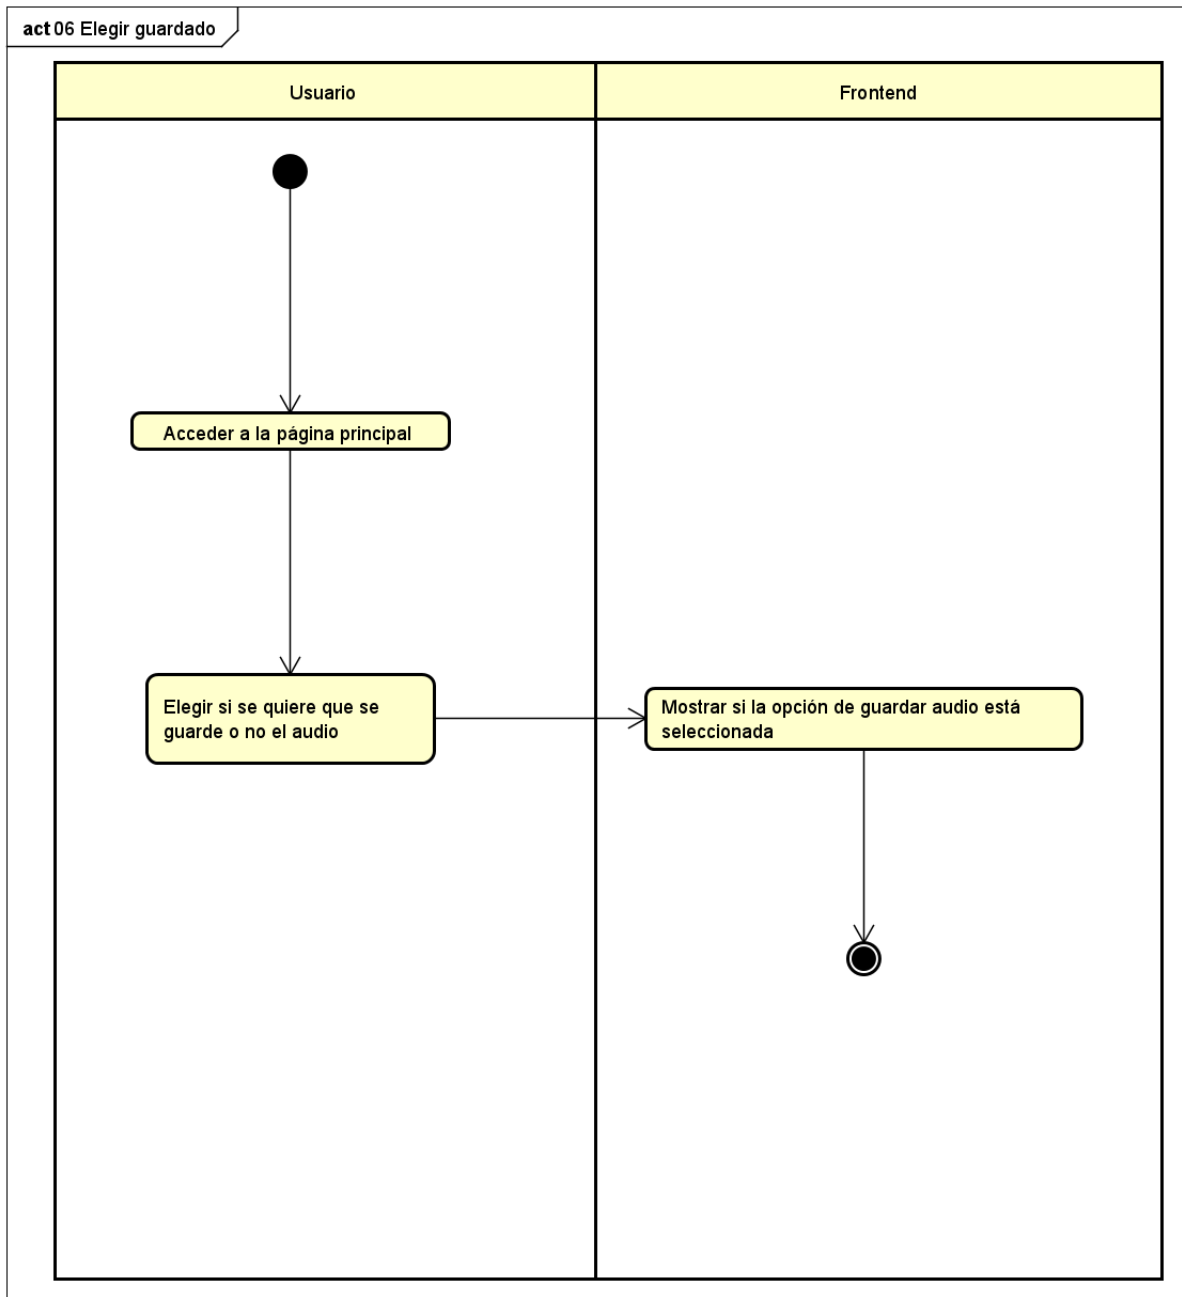 act 06 Elegir guardado
Usuario
Frontend
Acceder a la página principal
Elegir si se quiere que se
guarde o no el audio
Mostrar si la opción de guardar audio está
seleccionada